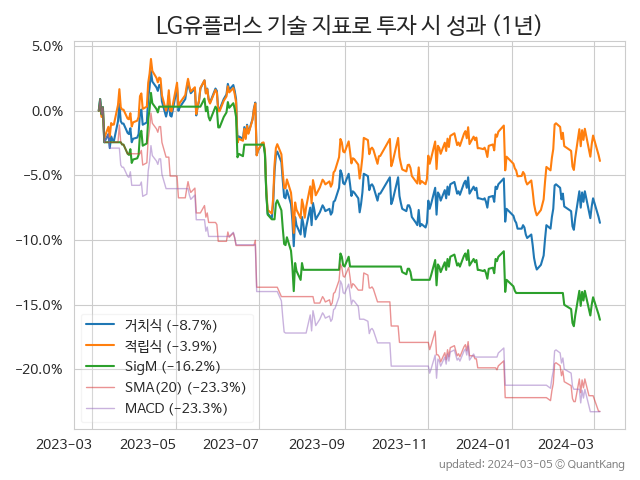 LG유플러스 기술 지표로 투자 시 성과 (1년)
5.0%
0.0%
−5.0%
−10.0%
−15.0%
−20.0%
거치식 (−8.7%)
적립식 (−3.9%)
SigM (−16.2%)
SMA(20) (−23.3%)
MACD (−23.3%)
2023-03 2023-05 2023-07 2023-09 2023-11 2024-01 2024-03
updated: 2024-03-05 © QuantKang